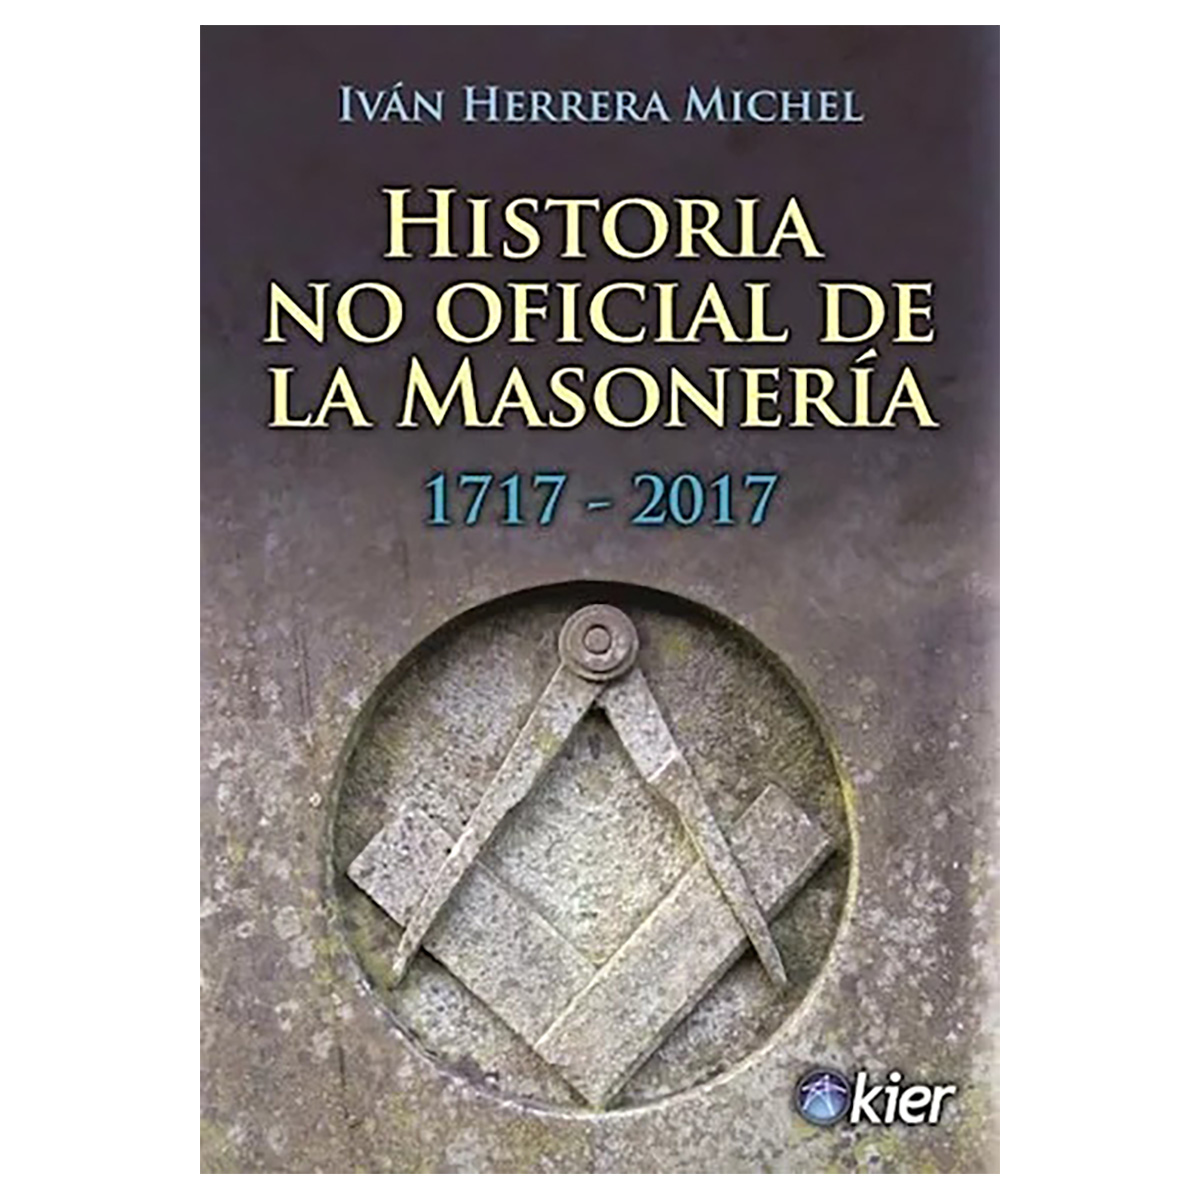 IVÁN HERRERA MICHEL
HISTORIA
NO OFICIAL DE
LA MASONERÍA
1717 - 2017
kier